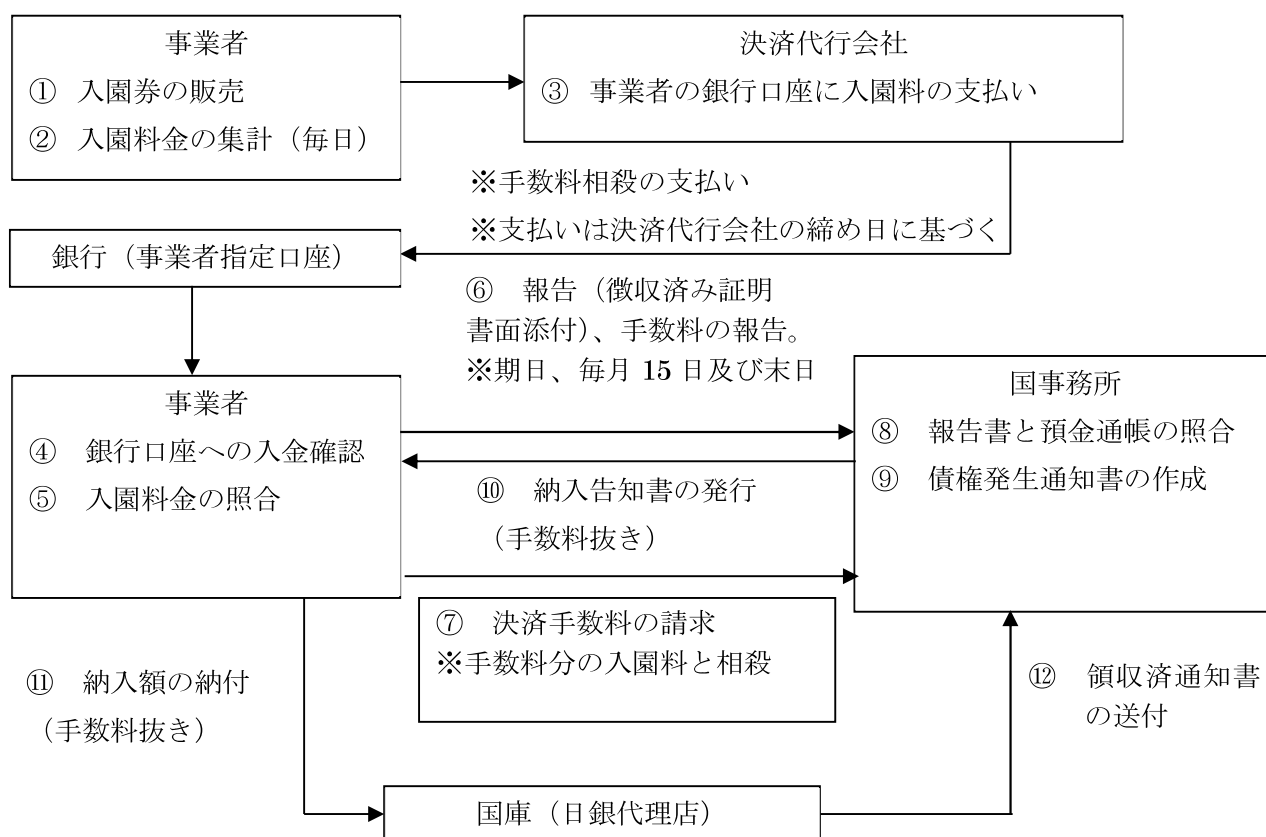 事業者
① 入園券の販売
② 入園料金の集計（毎日）
決済代行会社
③ 事業者の銀行口座に入園料の支払い
※手数料相殺の支払い
※支払いは決済代行会社の締め日に基づく
銀行（事業者指定口座）
⑥ 報告（徴収済み証明
書面添付）、手数料の報告。
※期日、毎月 15 日及び末日
事業者
④ 銀行口座への入金確認
⑤ 入園料金の照合
国事務所
⑧ 報告書と預金通帳の照合
⑨ 債権発生通知書の作成
⑩ 納入告知書の発行
（手数料抜き）
⑦ 決済手数料の請求
※手数料分の入園料と相殺
⑪ 納入額の納付
（手数料抜き）
⑫ 領収済通知書
の送付
国庫（日銀代理店）